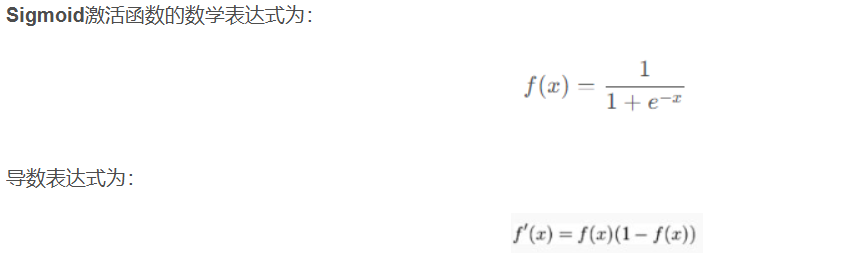 Sigmoid激活函数的数学表达式为：
f(x) = \frac{1}{1 + e^{-x}}
导数表达式为：
f'(x) = f(x)(1 − f(x))